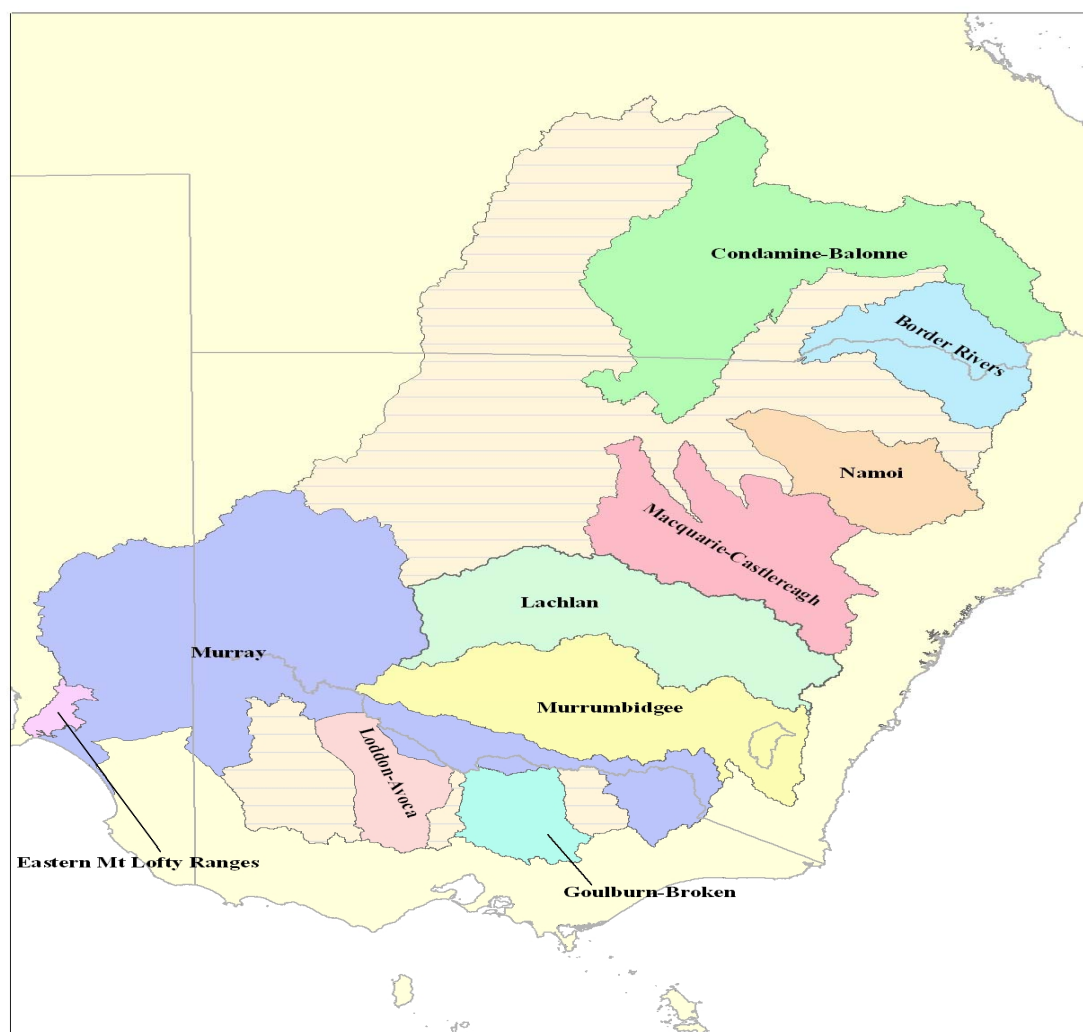 Condamine-Balonne
Border Rivers
Namoi
Macquarie-Castlereagh
Lachlan
Murray
Murrumbidgee
Loddon-Avoca
Eastern Mt Lofty Ranges
Goulburn-Broken